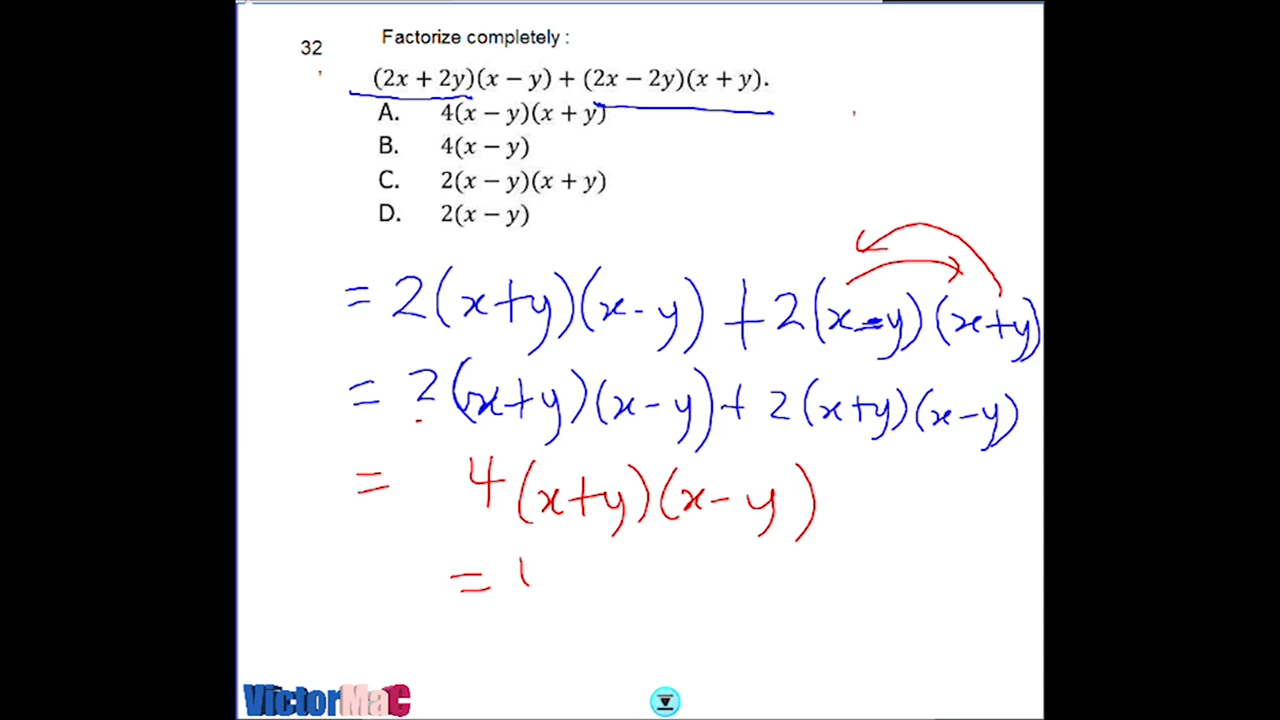 32 Factorize completely :
(2x + 2y)(x − y) + (2x − 2y)(x + y).
A. 4(x − y)(x + y)
B. 4(x − y)
C. 2(x − y)(x + y)
D. 2(x − y)
= 2(x+y)(x-y) + 2(x-y)(x+y)
= 2(x+y)(x-y) + 2(x+y)(x-y)
= 4(x+y)(x-y)
=
VictorMaC